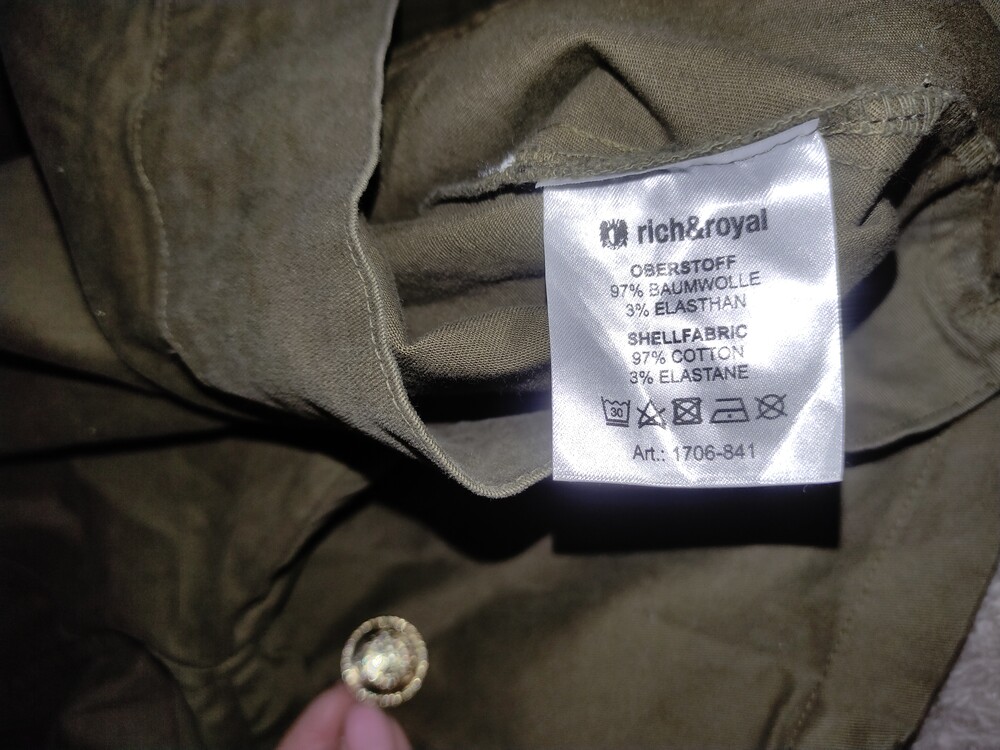 rich&royal
OBERSTOFF
97% BAUMWOLLE
3% ELASTHAN
SHELLFABRIC
97% COTTON
3% ELASTANE
30
Art.: 1706-841